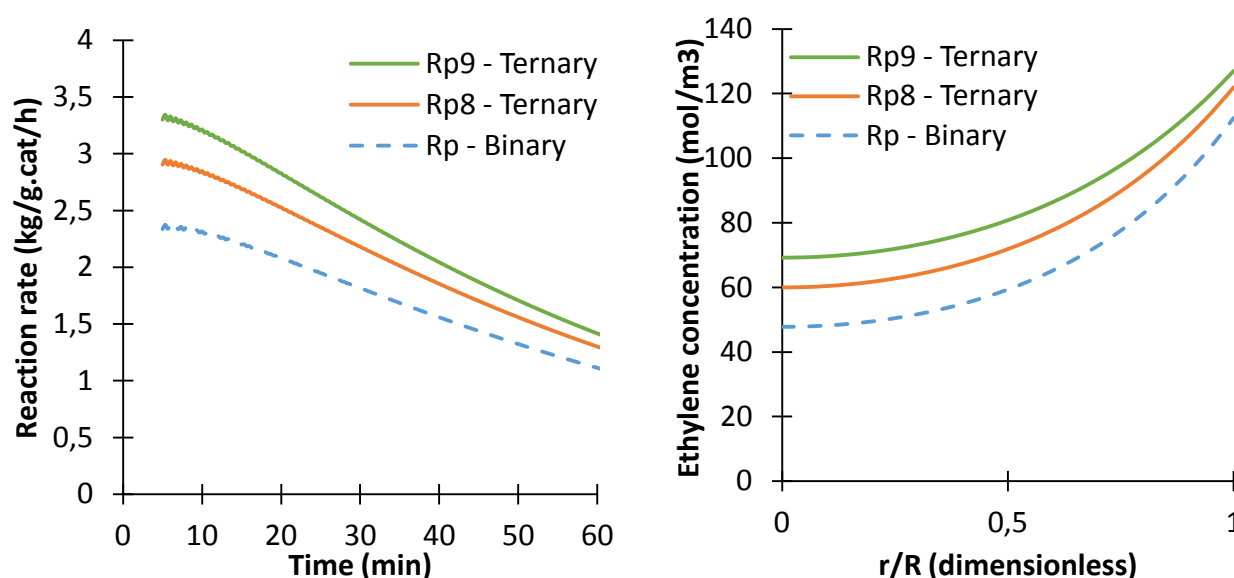 4
3,5
3
2,5
2
1,5
1
0,5
0
0
10
20
30
40
50
60
Reaction rate (kg/g.cat/h)
Time (min)
Rp9 - Ternary
Rp8 - Ternary
Rp - Binary
140
120
100
80
60
40
20
0
0
0,5
1
Ethylene concentration (mol/m3)
r/R (dimensionless)
Rp9 - Ternary
Rp8 - Ternary
Rp - Binary